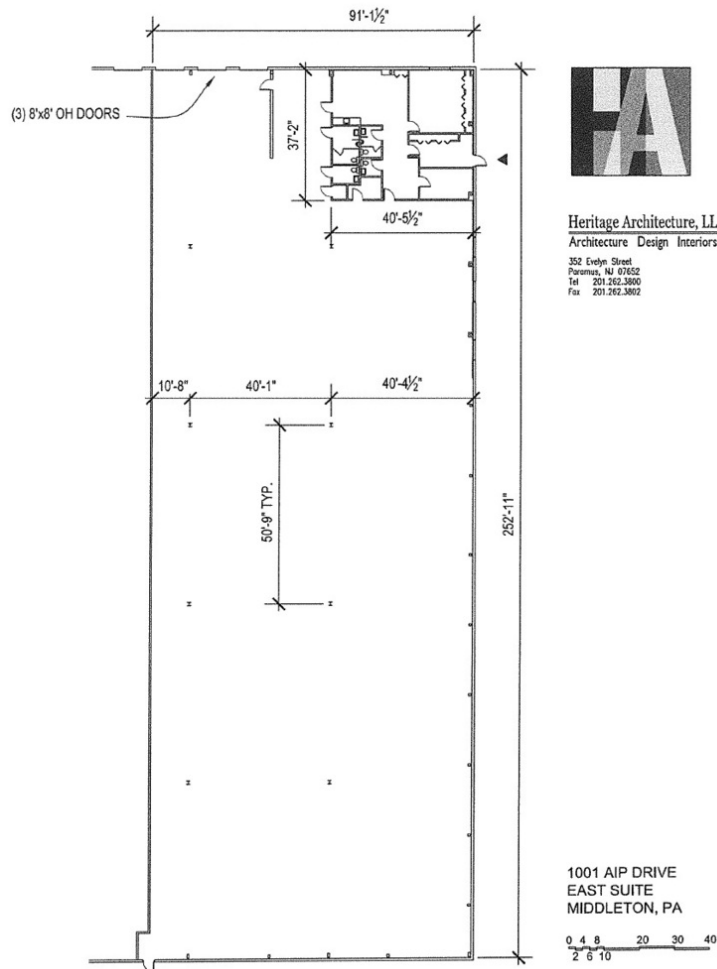 91'-1½"
(3) 8'x8' OH DOORS
37'-2"
40'-5½"
HA
Heritage Architecture, LL
Architecture Design Interiors
352 Evelyn Street
Paramus, NJ 07652
Tel 201.262.3800
Fax 201.262.3802
10'-8"
40'-1"
40'-4½"
50'-9" TYP.
252'-11"
1001 AIP DRIVE
EAST SUITE
MIDDLETON, PA
0 4 8 20 30 40
2 6 10